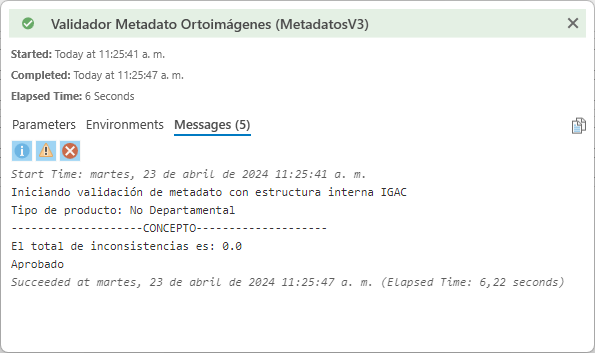 Validador Metadato Ortoimágenes (MetadatosV3)
Started: Today at 11:25:41 a. m.
Completed: Today at 11:25:47 a. m.
Elapsed Time: 6 Seconds
Parameters Environments Messages (5)
Start Time: martes, 23 de abril de 2024 11:25:41 a. m.
Iniciando validación de metadato con estructura interna IGAC
Tipo de producto: No Departamental
--------------------CONCEPTO--------------------
El total de inconsistencias es: 0.0
Aprobado
Succeeded at martes, 23 de abril de 2024 11:25:47 a. m. (Elapsed Time: 6,22 seconds)